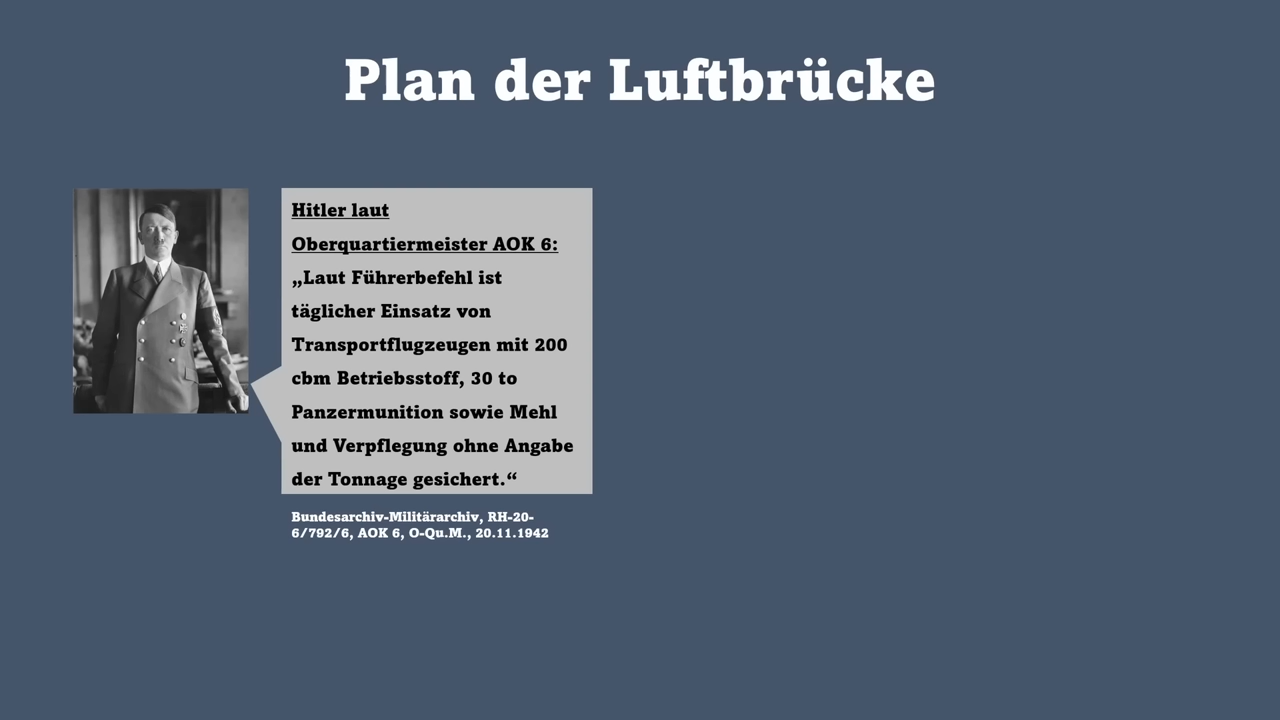 Plan der Luftbrücke
Hitler laut
Oberquartiermeister AOK 6:
„Laut Führerbefehl ist
täglicher Einsatz von
Transportflugzeugen mit 200
cbm Betriebsstoff, 30 to
Panzermunition sowie Mehl
und Verpflegung ohne Angabe
der Tonnage gesichert.“
Bundesarchiv-Militärarchiv, RH-20-
6/792/6, AOK 6, O-Qu.M., 20.11.1942